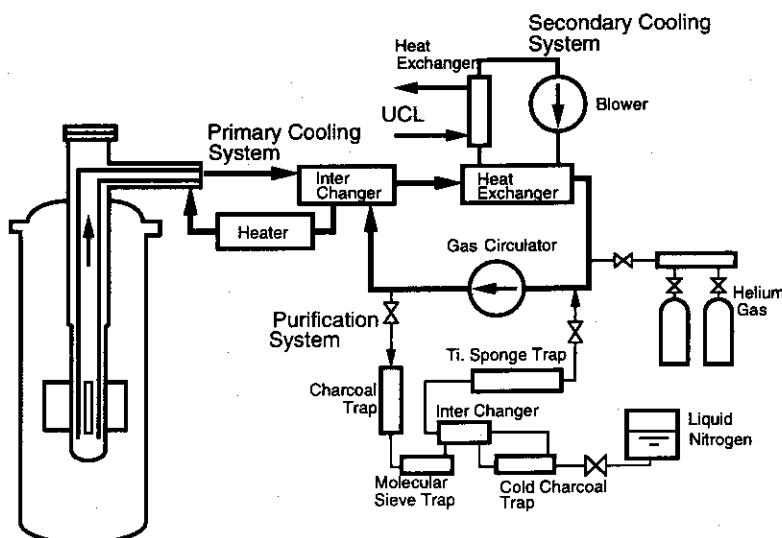 Secondary Cooling
System
Heat
Exchanger
UCL
Blower
Primary Cooling
System
Inter
Changer
Heat
Exchanger
Heater
Gas Circulator
Helium
Gas
Purification
System
Ti. Sponge Trap
Charcoal
Trap
Inter Changer
Liquid
Nitrogen
Molecular
Sieve Trap
Cold Charcoal
Trap